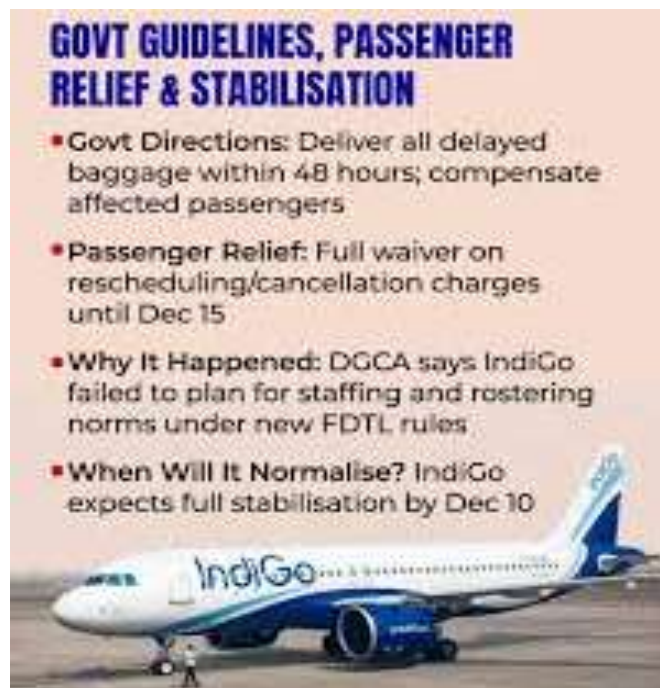 GOVT GUIDELINES, PASSENGER
RELIEF & STABILISATION
Govt Directions: Deliver all delayed
baggage within 48 hours; compensate
affected passengers
Passenger Relief: Full waiver on
rescheduling/cancellation charges
until Dec 15
Why It Happened: DGCA says IndiGo
failed to plan for staffing and rostering
norms under new FDTL rules
When Will It Normalise? IndiGo
expects full stabilisation by Dec 10
IndiGo